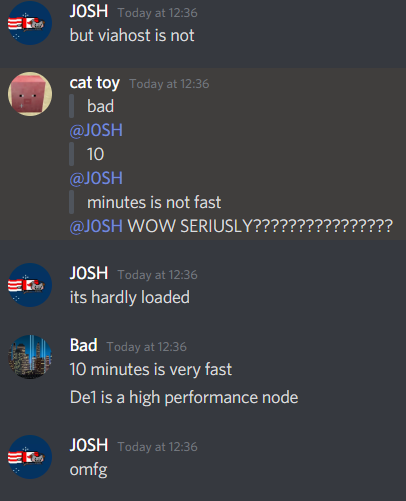 J0SH Today at 12:36
but viahost is not
cat toy Today at 12:36
bad
@J0SH
10
@J0SH
minutes is not fast
@J0SH WOW SERIUSLY????????????????
J0SH Today at 12:36
its hardly loaded
Bad Today at 12:36
10 minutes is very fast
De1 is a high performance node
J0SH Today at 12:36
omfg